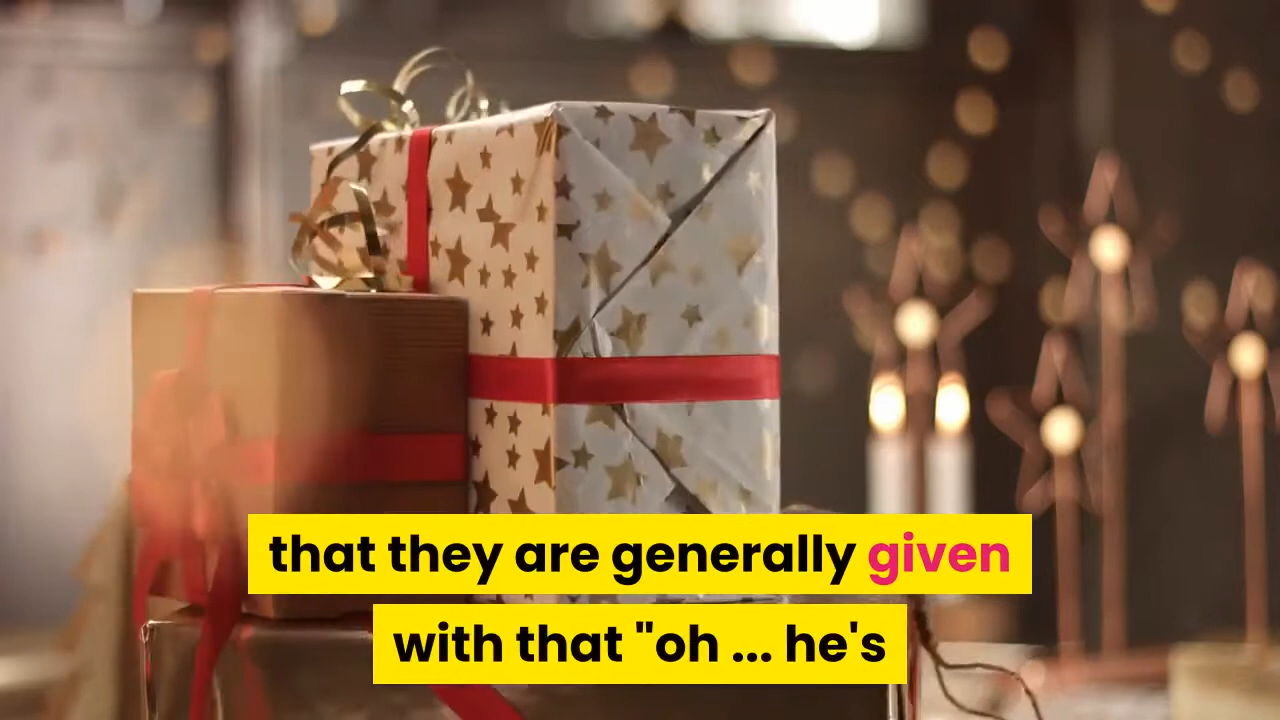 that they are generally given
with that "oh ... he's